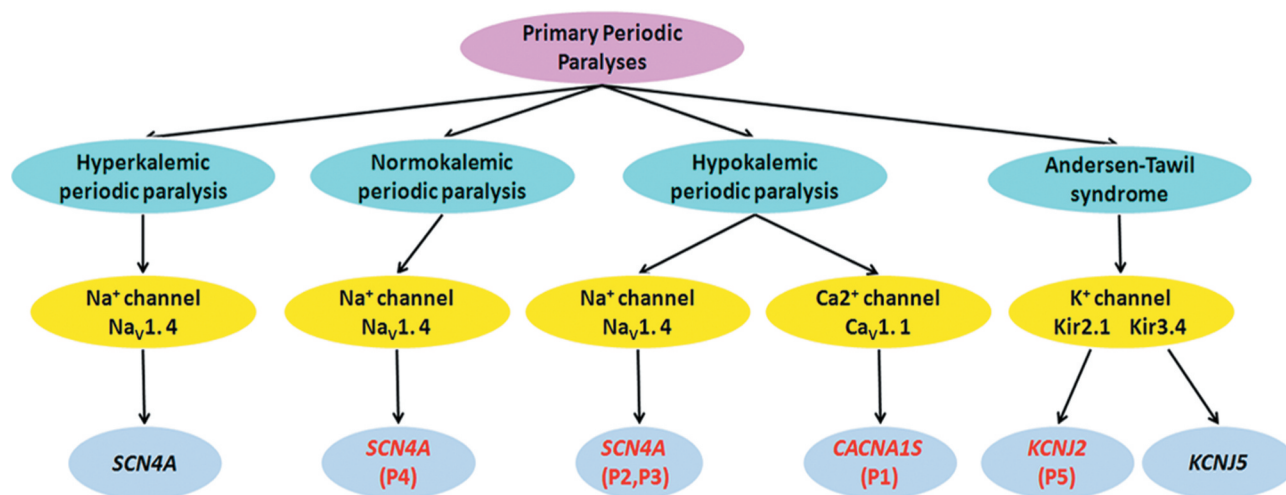 Primary Periodic
Paralyses
Hyperkalemic
periodic paralysis
Normokalemic
periodic paralysis
Hypokalemic
periodic paralysis
Andersen-Tawil
syndrome
Na⁺ channel
Naᵥ1. 4
Na⁺ channel
Naᵥ1. 4
Na⁺ channel
Naᵥ1. 4
Ca2⁺ channel
Caᵥ1. 1
K⁺ channel
Kir2.1 Kir3.4
SCN4A
SCN4A
(P4)
SCN4A
(P2,P3)
CACNA1S
(P1)
KCNJ2
(P5)
KCNJ5